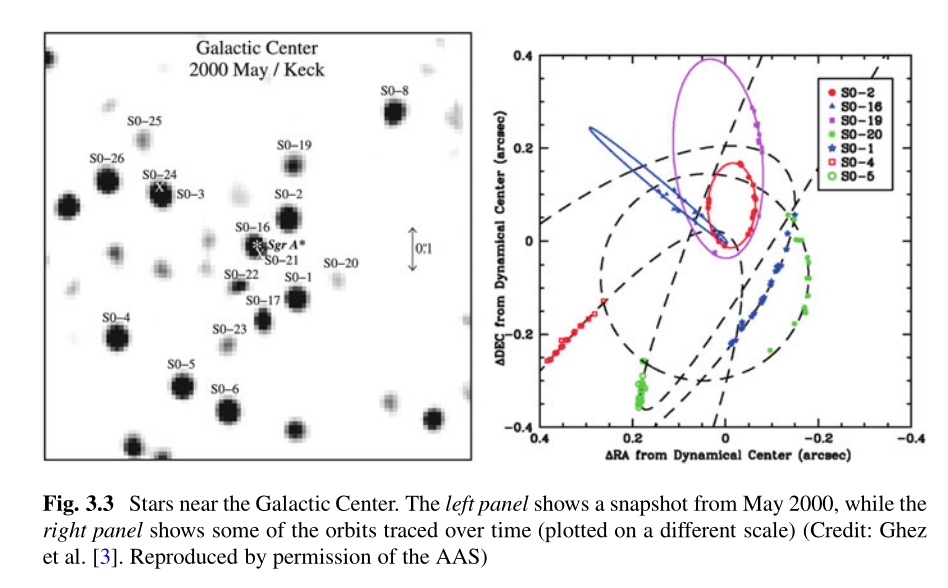 Galactic Center
2000 May / Keck
S0-8
S0-25
S0-19
S0-26
S0-24
X
S0-3
S0-2
S0-16
Sgr A*
S0-21
0."1
S0-20
S0-22
S0-1
S0-17
S0-4
S0-23
S0-5
S0-6
0.4
0.2
0
-0.2
-0.4
ΔDEC from Dynamical Center (arcsec)
S0-2
S0-16
S0-19
S0-20
S0-1
S0-4
S0-5
0.4
0.2
0
-0.2
-0.4
ΔRA from Dynamical Center (arcsec)
Fig. 3.3 Stars near the Galactic Center. The left panel shows a snapshot from May 2000, while the
right panel shows some of the orbits traced over time (plotted on a different scale) (Credit: Ghez
et al. [3]. Reproduced by permission of the AAS)